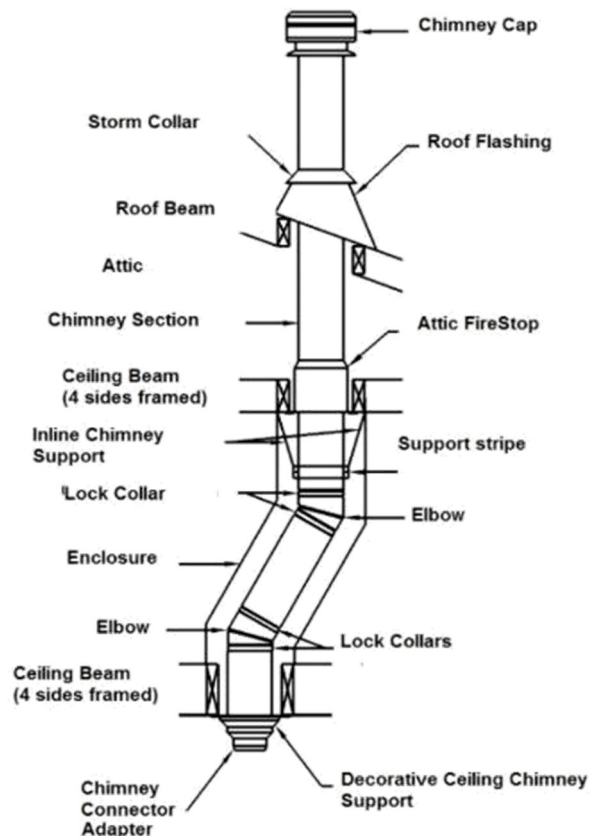 Chimney Cap
Storm Collar
Roof Flashing
Roof Beam
Attic
Chimney Section
Attic FireStop
Ceiling Beam
(4 sides framed)
Inline Chimney
Support
Support stripe
Lock Collar
Elbow
Enclosure
Elbow
Lock Collars
Ceiling Beam
(4 sides framed)
Decorative Ceiling Chimney
Support
Chimney
Connector
Adapter